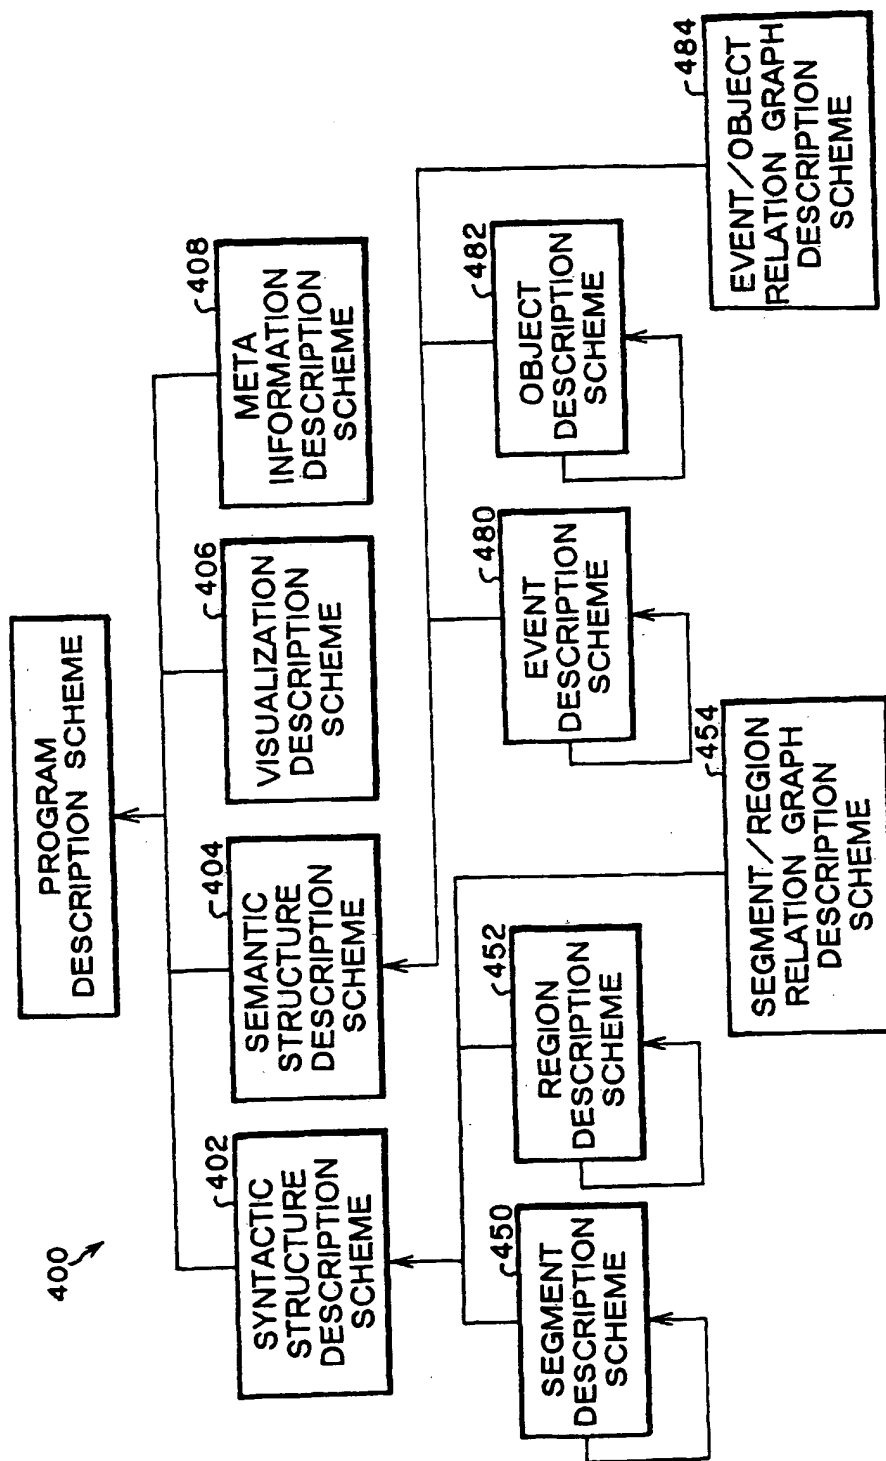 400
PROGRAM
DESCRIPTION SCHEME
402
SYNTACTIC
STRUCTURE
DESCRIPTION
SCHEME
404
SEMANTIC
STRUCTURE
DESCRIPTION
SCHEME
406
VISUALIZATION
DESCRIPTION
SCHEME
408
META
INFORMATION
DESCRIPTION
SCHEME
450
SEGMENT
DESCRIPTION
SCHEME
452
REGION
DESCRIPTION
SCHEME
454
SEGMENT/REGION
RELATION GRAPH
DESCRIPTION
SCHEME
480
EVENT
DESCRIPTION
SCHEME
482
OBJECT
DESCRIPTION
SCHEME
484
EVENT/OBJECT
RELATION GRAPH
DESCRIPTION
SCHEME